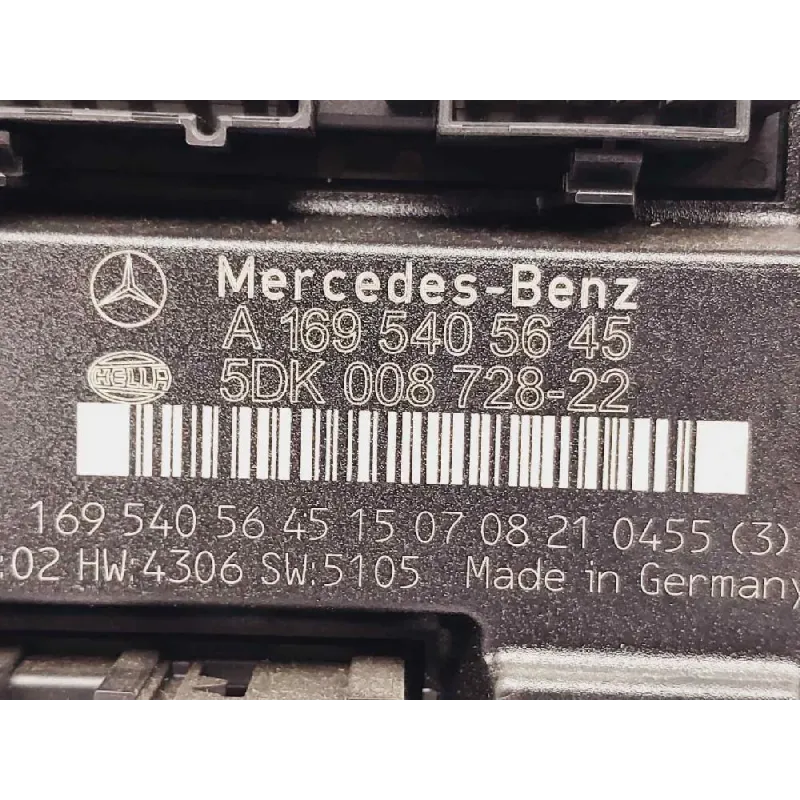 Mercedes-Benz
A 169 540 56 45
HELLA
5DK 008 728-22
169 540 56 45 15 07 08 21 0455 (3)
:02 HW:4306 SW:5105 Made in Germany